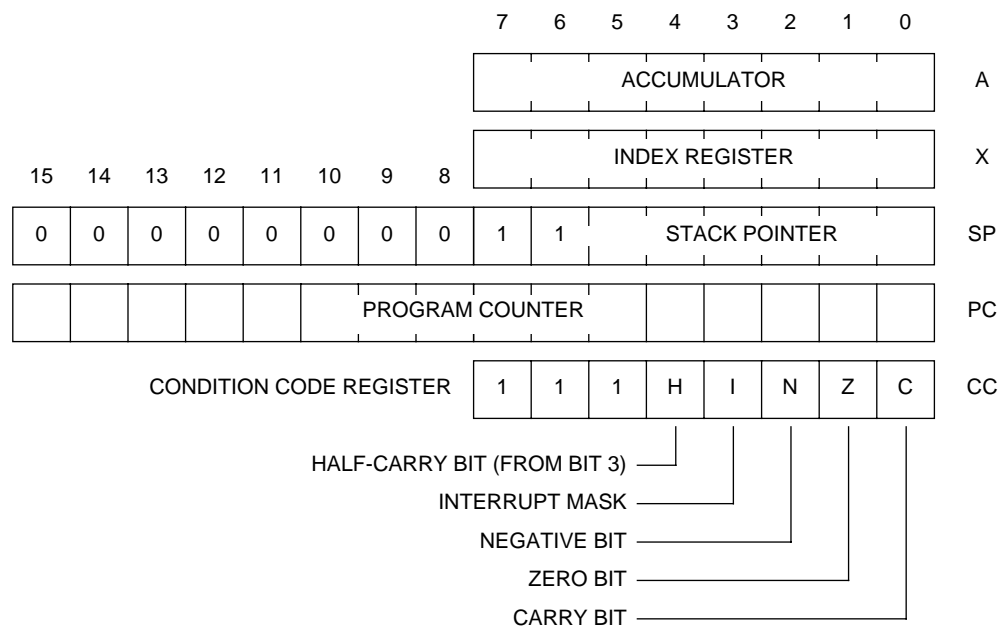 7 6 5 4 3 2 1 0
ACCUMULATOR A
INDEX REGISTER X
15 14 13 12 11 10 9 8
0 0 0 0 0 0 0 0 1 1 STACK POINTER SP
PROGRAM COUNTER PC
CONDITION CODE REGISTER 1 1 1 H I N Z C CC
HALF-CARRY BIT (FROM BIT 3)
INTERRUPT MASK
NEGATIVE BIT
ZERO BIT
CARRY BIT